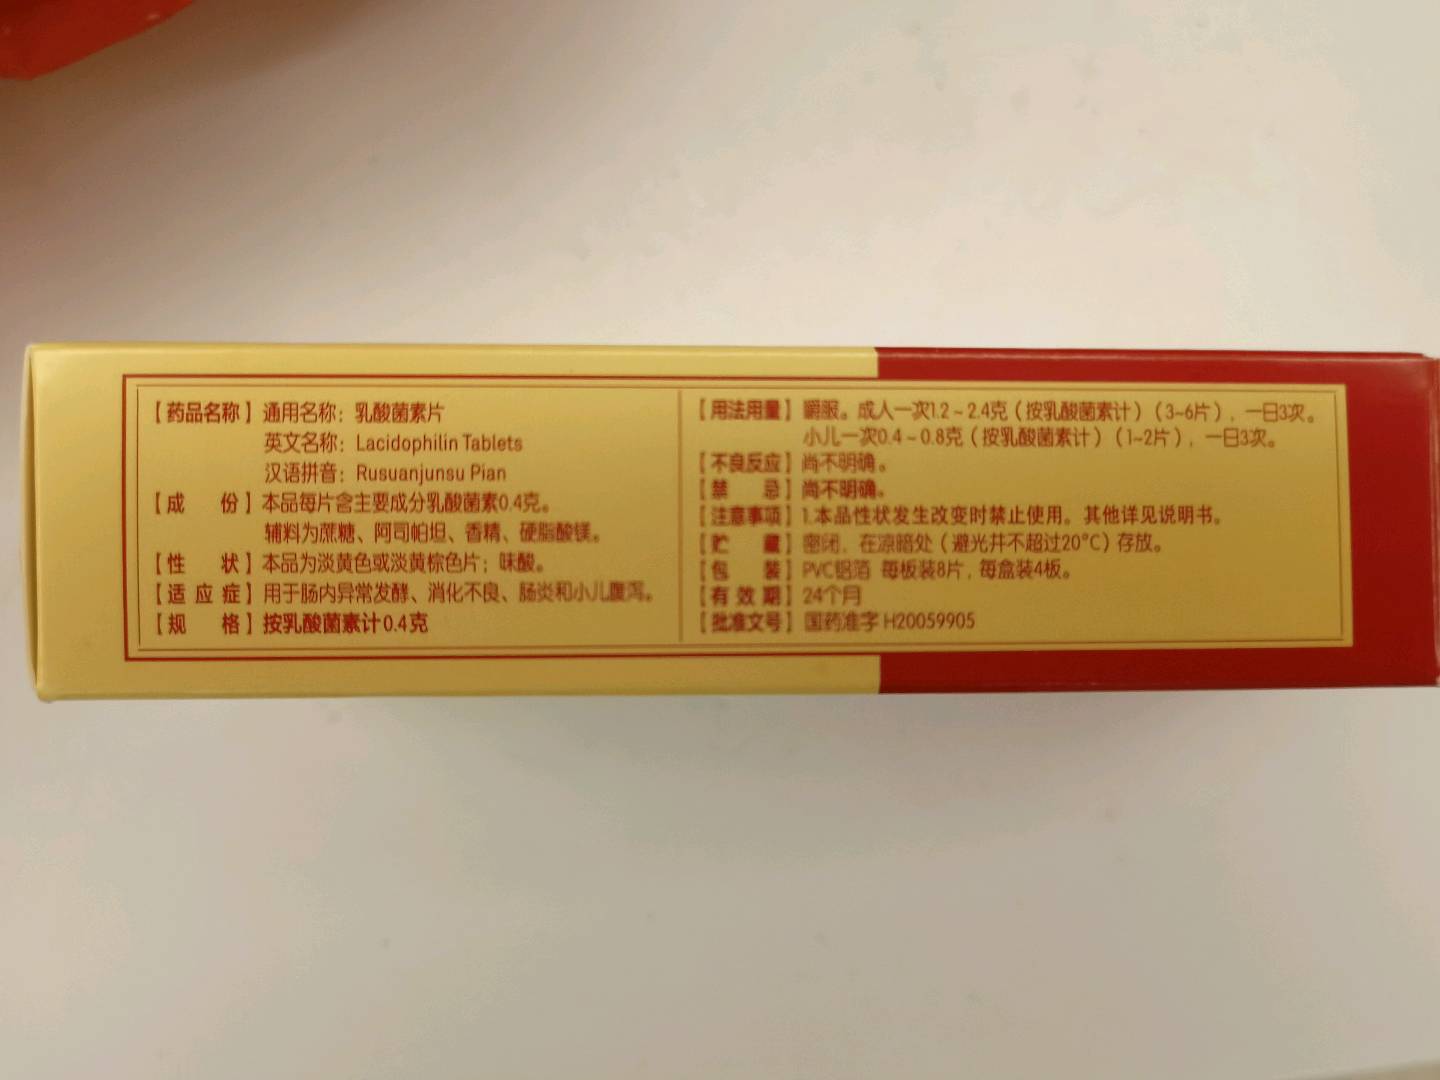 【药品名称】通用名称：乳酸菌素片
英文名称：Lacidophilin Tablets
汉语拼音：Rusuanjunsu Pian
【成 份】本品每片含主要成分乳酸菌素0.4克。
辅料为蔗糖、阿司帕坦、香精、硬脂酸镁。
【性 状】本品为淡黄色或淡黄棕色片；味酸。
【适 应 症】用于肠内异常发酵、消化不良、肠炎和小儿腹泻。
【规 格】按乳酸菌素计0.4克
【用法用量】嚼服。成人一次1.2~2.4克（按乳酸菌素计）（3~6片），一日3次。
小儿一次0.4~0.8克（按乳酸菌素计）（1~2片），一日3次。
【不良反应】尚不明确。
【禁 忌】尚不明确。
【注意事项】1.本品性状发生改变时禁止使用。其他详见说明书。
【贮 藏】密闭，在凉暗处（避光并不超过20°C）存放。
【包 装】PVC铝箔 每板装8片，每盒装4板。
【有 效 期】24个月
【批准文号】国药准字 H20059905